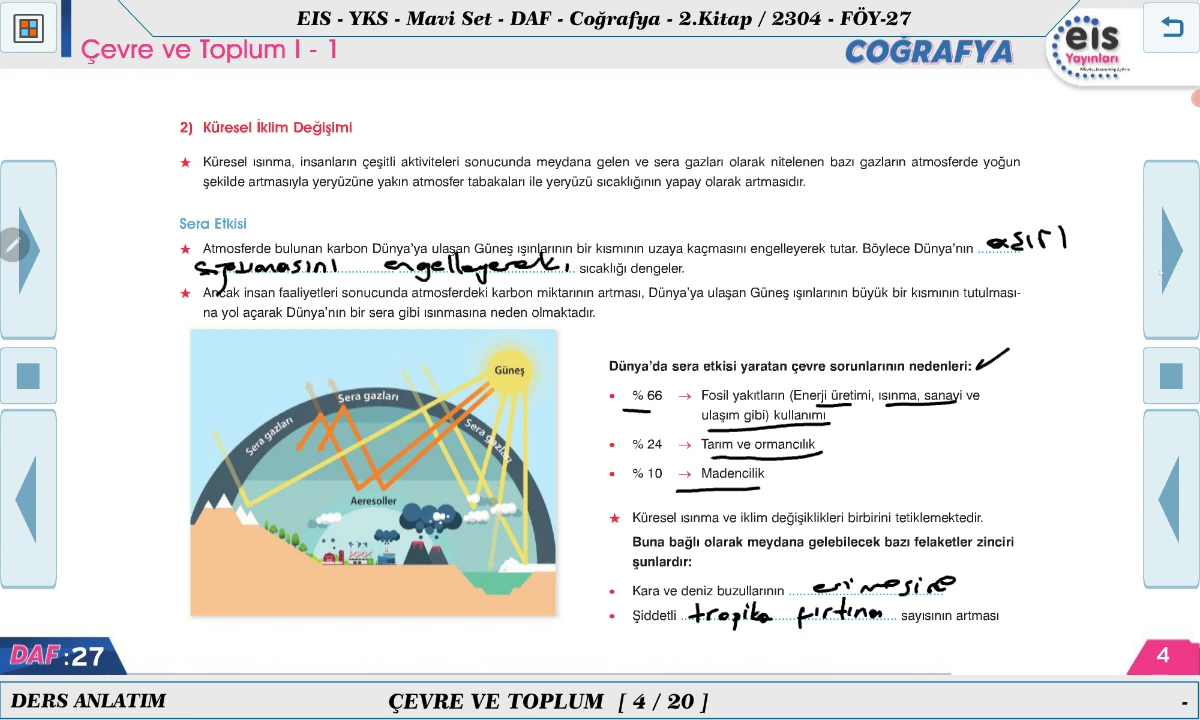 EIS - YKS - Mavi Set - DAF - Coğrafya - 2.Kitap / 2304 - FÖY-27
Çevre ve Toplum I - 1
COĞRAFYA
eis
Yayınları
2) Küresel İklim Değişimi
★ Küresel ısınma, insanların çeşitli aktiviteleri sonucunda meydana gelen ve sera gazları olarak nitelenen bazı gazların atmosferde yoğun
şekilde artmasıyla yeryüzüne yakın atmosfer tabakaları ile yeryüzü sıcaklığının yapay olarak artmasıdır.
Sera Etkisi
★ Atmosferde bulunan karbon Dünya'ya ulaşan Güneş ışınlarının bir kısmının uzaya kaçmasını engelleyerek tutar. Böylece Dünya'nın aşırı
engelleyerek sıcaklığı dengeler.
★ Ancak insan faaliyetleri sonucunda atmosferdeki karbon miktarının artması, Dünya'ya ulaşan Güneş ışınlarının büyük bir kısmının tutulması-
na yol açarak Dünya'nın bir sera gibi ısınmasına neden olmaktadır.
Güneş
Sera gazları
Sera gazları
Sera gazları
Aeresoller
Dünya'da sera etkisi yaratan çevre sorunlarının nedenleri: ✓
• % 66 → Fosil yakıtların (Enerji üretimi, ısınma, sanayi ve
ulaşım gibi) kullanımı
• % 24 → Tarım ve ormancılık
• % 10 → Madencilik
★ Küresel ısınma ve iklim değişiklikleri birbirini tetiklemektedir.
Buna bağlı olarak meydana gelebilecek bazı felaketler zinciri
şunlardır:
• Kara ve deniz buzullarının
• Şiddetli tropika fırtına sayısının artması
DAF:27
4
DERS ANLATIM
ÇEVRE VE TOPLUM [ 4 / 20 ]
-